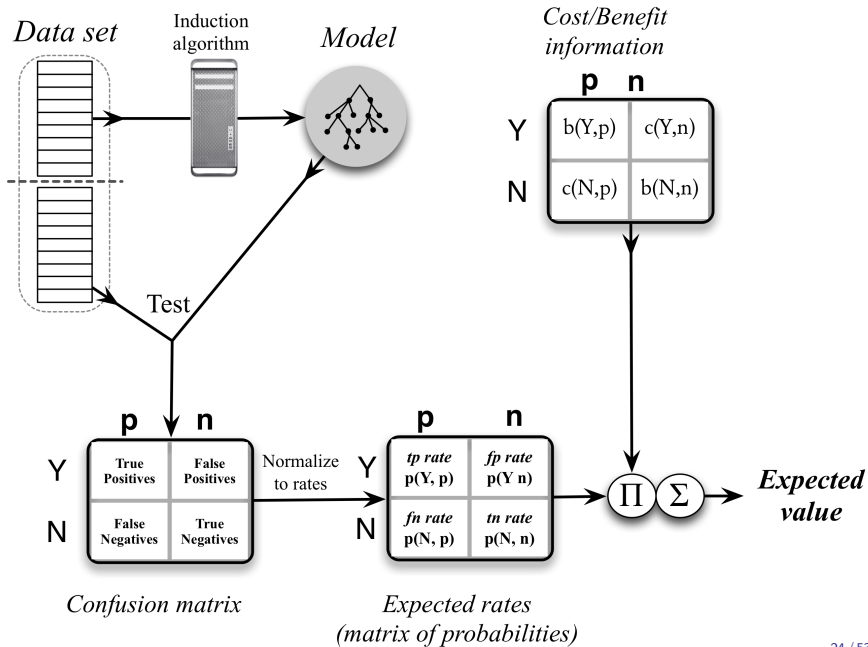 Data set
Induction
algorithm
Model
Cost/Benefit
information
p n
Y b(Y,p) c(Y,n)
N c(N,p) b(N,n)
Test
p n
Y True
Positives
False
Positives
N False
Negatives
True
Negatives
Confusion matrix
Normalize
to rates
p n
Y tp rate
p(Y, p)
fp rate
p(Y n)
N fn rate
p(N, p)
tn rate
p(N, n)
Expected rates
(matrix of probabilities)
Π Σ
Expected
value